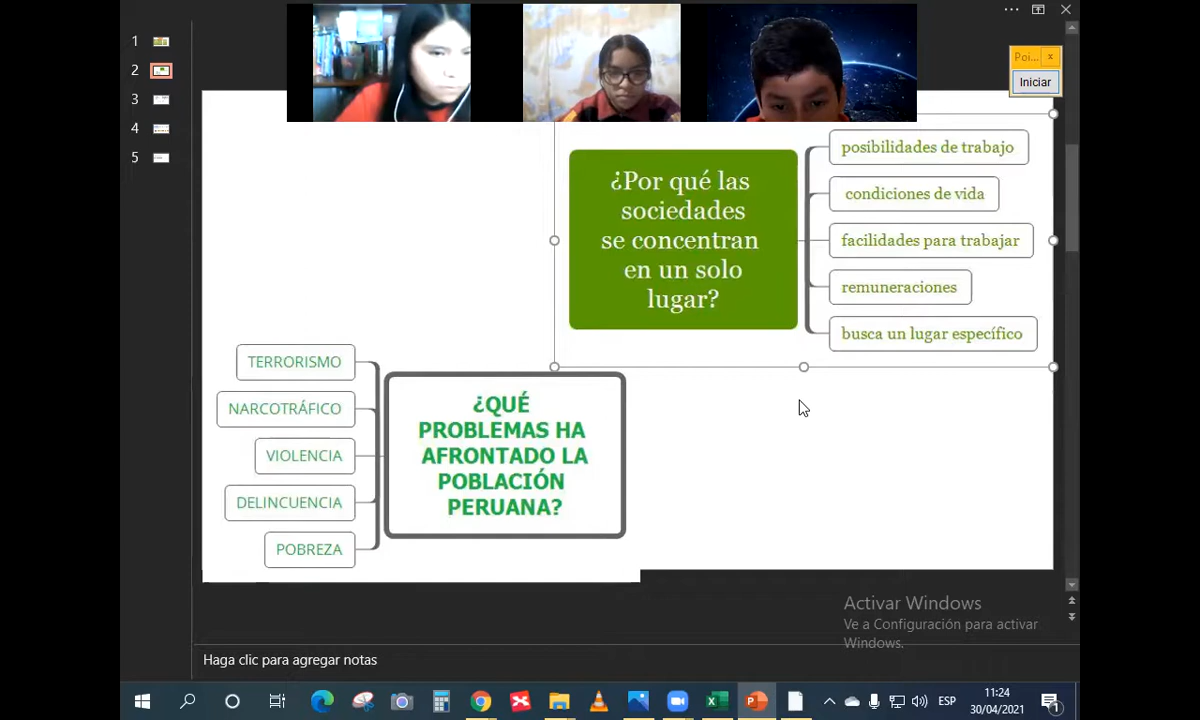 1
2
3
4
5
Poi...
Iniciar
¿Por qué las
sociedades
se concentran
en un solo
lugar?
posibilidades de trabajo
condiciones de vida
facilidades para trabajar
remuneraciones
busca un lugar específico
TERRORISMO
NARCOTRÁFICO
VIOLENCIA
DELINCUENCIA
POBREZA
¿QUÉ
PROBLEMAS HA
AFRONTADO LA
POBLACIÓN
PERUANA?
Activar Windows
Ve a Configuración para activar
Windows.
Haga clic para agregar notas
ESP
11:24
30/04/2021
1